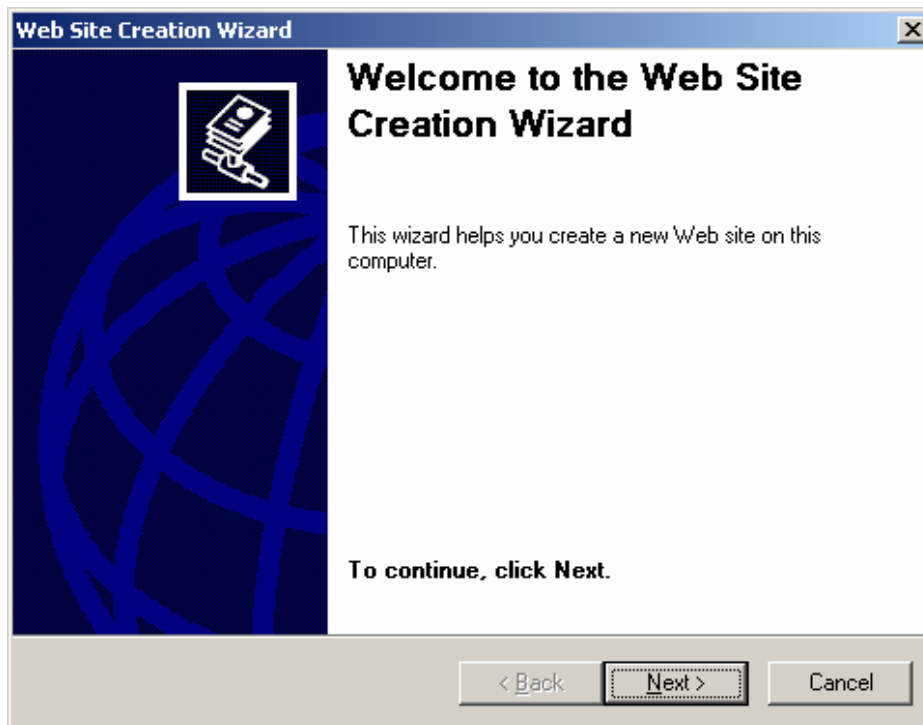 Web Site Creation Wizard
Welcome to the Web Site
Creation Wizard
This wizard helps you create a new Web site on this
computer.
To continue, click Next.
< Back
Next >
Cancel